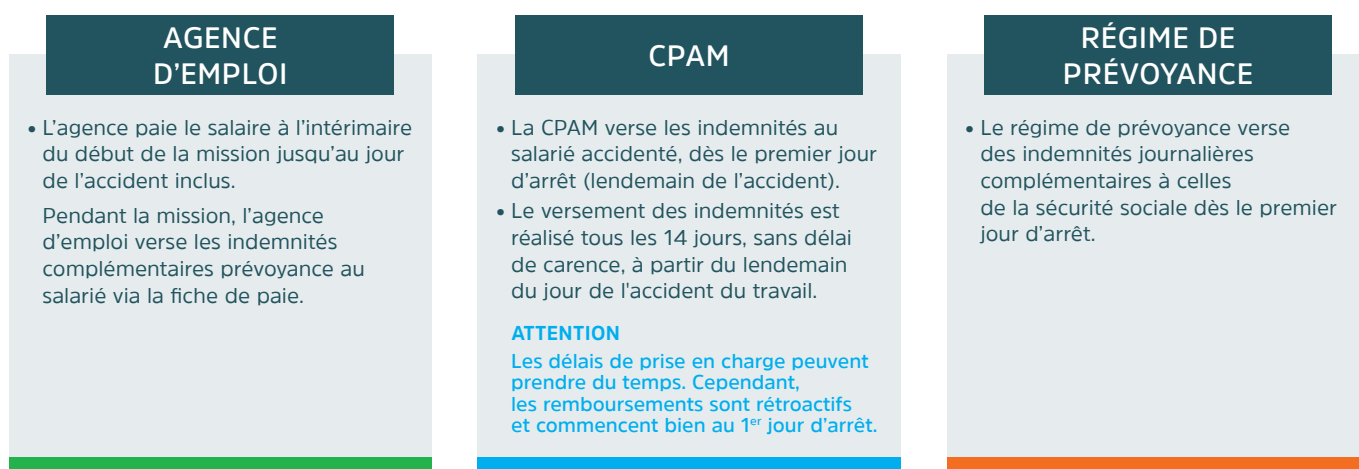 AGENCE
D’EMPLOI
• L’agence paie le salaire à l’intérimaire
du début de la mission jusqu’au jour
de l’accident inclus.
Pendant la mission, l’agence
d’emploi verse les indemnités
complémentaires prévoyance au
salarié via la fiche de paie.
CPAM
• La CPAM verse les indemnités au
salarié accidenté, dès le premier jour
d’arrêt (lendemain de l’accident).
• Le versement des indemnités est
réalisé tous les 14 jours, sans délai
de carence, à partir du lendemain
du jour de l'accident du travail.
ATTENTION
Les délais de prise en charge peuvent
prendre du temps. Cependant,
les remboursements sont rétroactifs
et commencent bien au 1er jour d’arrêt.
RÉGIME DE
PRÉVOYANCE
• Le régime de prévoyance verse
des indemnités journalières
complémentaires à celles
de la sécurité sociale dès le premier
jour d’arrêt.